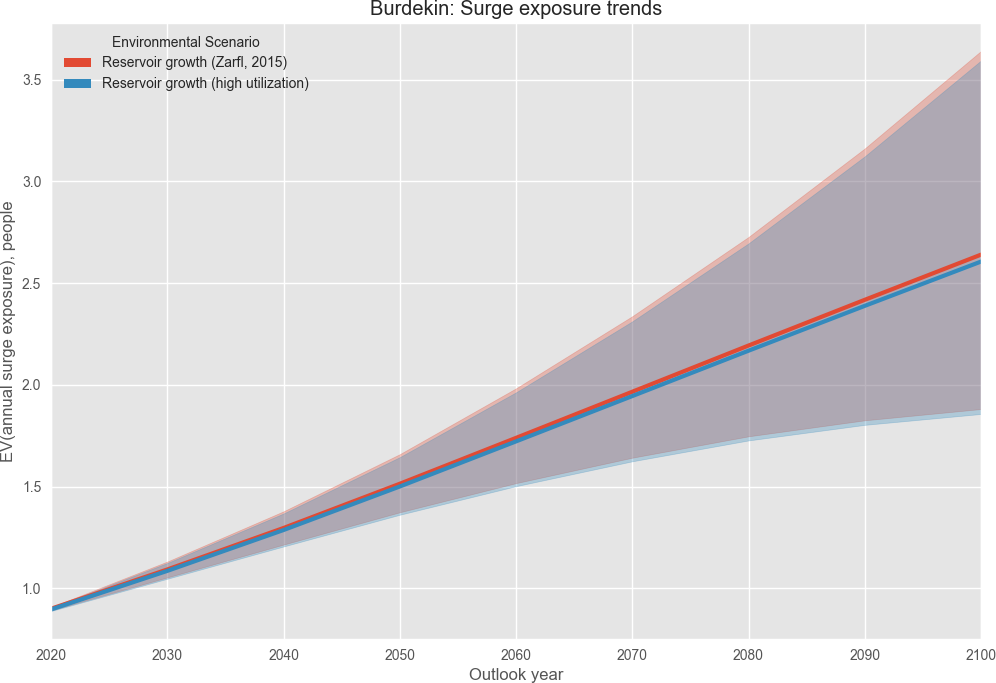 Burdekin: Surge exposure trends
Environmental Scenario
Reservoir growth (Zarfl, 2015)
Reservoir growth (high utilization)
EV(annual surge exposure), people
3.5
3.0
2.5
2.0
1.5
1.0
2020 2030 2040 2050 2060 2070 2080 2090 2100
Outlook year